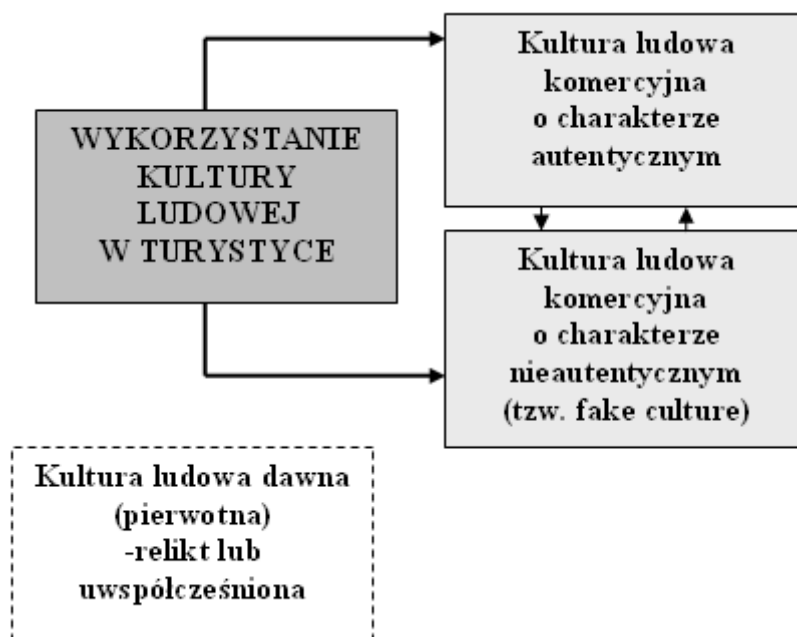 WYKORZYSTANIE
KULTURY
LUDOWEJ
W TURYSTYCE
Kultura ludowa
komercyjna
o charakterze
autentycznym
Kultura ludowa
komercyjna
o charakterze
nieautentycznym
(tzw. fake culture)
Kultura ludowa dawna
(pierwotna)
-relikt lub
uwspółcześniona